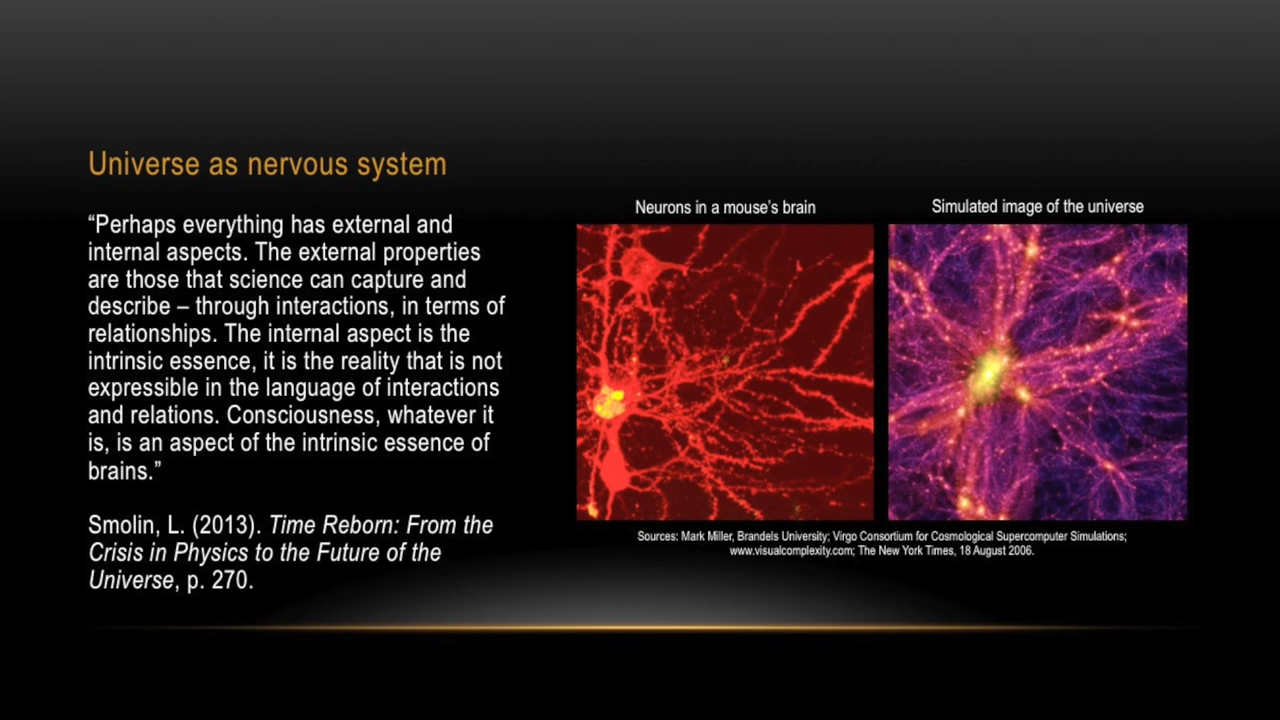 Universe as nervous system
“Perhaps everything has external and
internal aspects. The external properties
are those that science can capture and
describe – through interactions, in terms of
relationships. The internal aspect is the
intrinsic essence, it is the reality that is not
expressible in the language of interactions
and relations. Consciousness, whatever it
is, is an aspect of the intrinsic essence of
brains.”
Smolin, L. (2013). Time Reborn: From the
Crisis in Physics to the Future of the
Universe, p. 270.
Neurons in a mouse’s brain
Simulated image of the universe
Sources: Mark Miller, Brandels University; Virgo Consortium for Cosmological Supercomputer Simulations;
www.visualcomplexity.com; The New York Times, 18 August 2006.